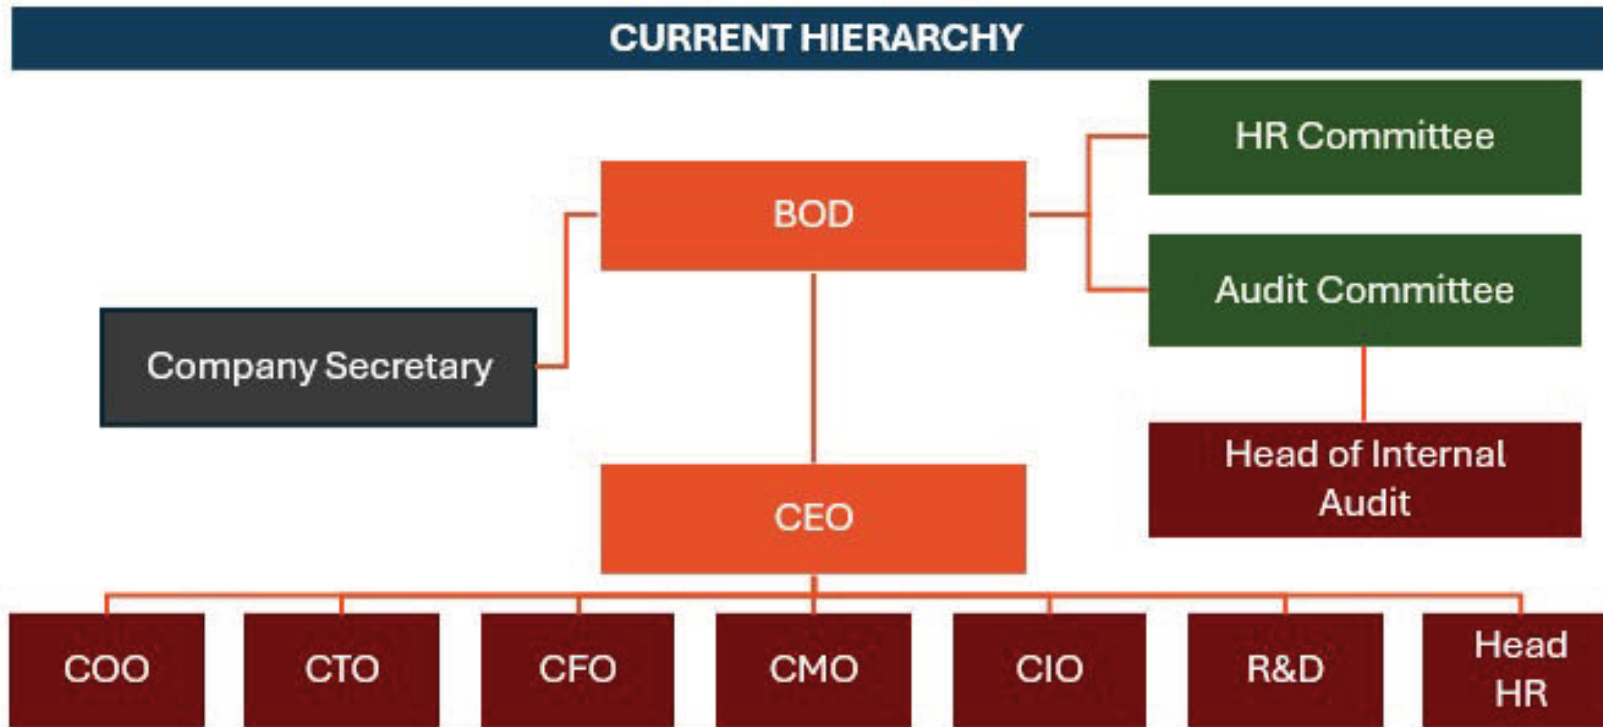 CURRENT HIERARCHY
HR Committee
BOD
Audit Committee
Company Secretary
Head of Internal
Audit
CEO
COO
CTO
CFO
CMO
CIO
R&D
Head
HR